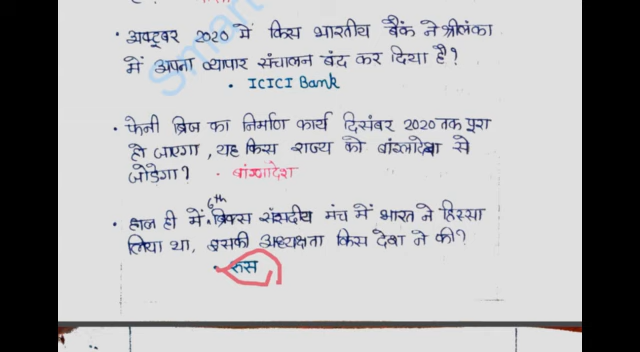 • अक्टूबर 2020 में किस भारतीय बैंक ने श्रीलंका
में अपना व्यापार संचालन बंद कर दिया है?
• ICICI Bank
• फेनी ब्रिज का निर्माण कार्य दिसंबर 2020 तक पूरा
हो जाएगा, यह किस राज्य को बांग्लादेश से
जोड़ेगा? • बांग्लादेश
• हाल ही में 6th ब्रिक्स संसदीय मंच में भारत ने हिस्सा
लिया था, इसकी अध्यक्षता किस देश ने की?
• रूस